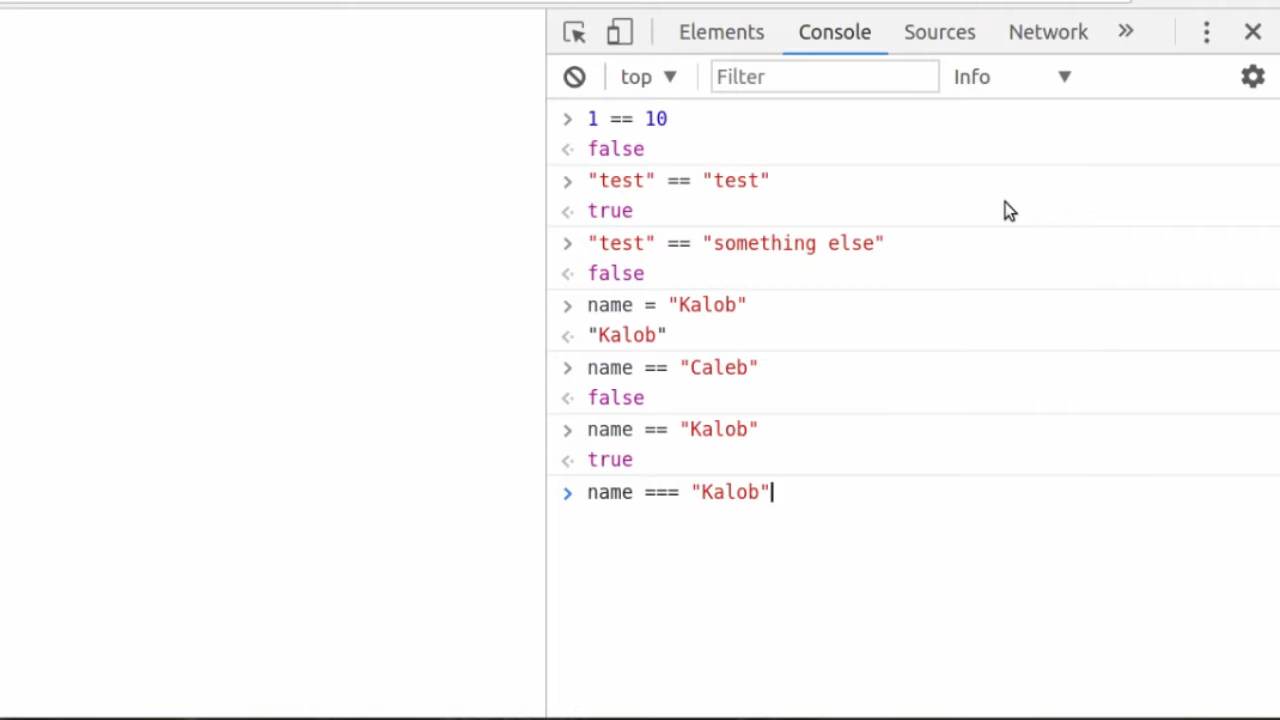 Elements Console Sources Network »
top ▼ Filter Info ▼
> 1 == 10
false
> "test" == "test"
true
> "test" == "something else"
false
> name = "Kalob"
"Kalob"
> name == "Caleb"
false
> name == "Kalob"
true
> name === "Kalob"